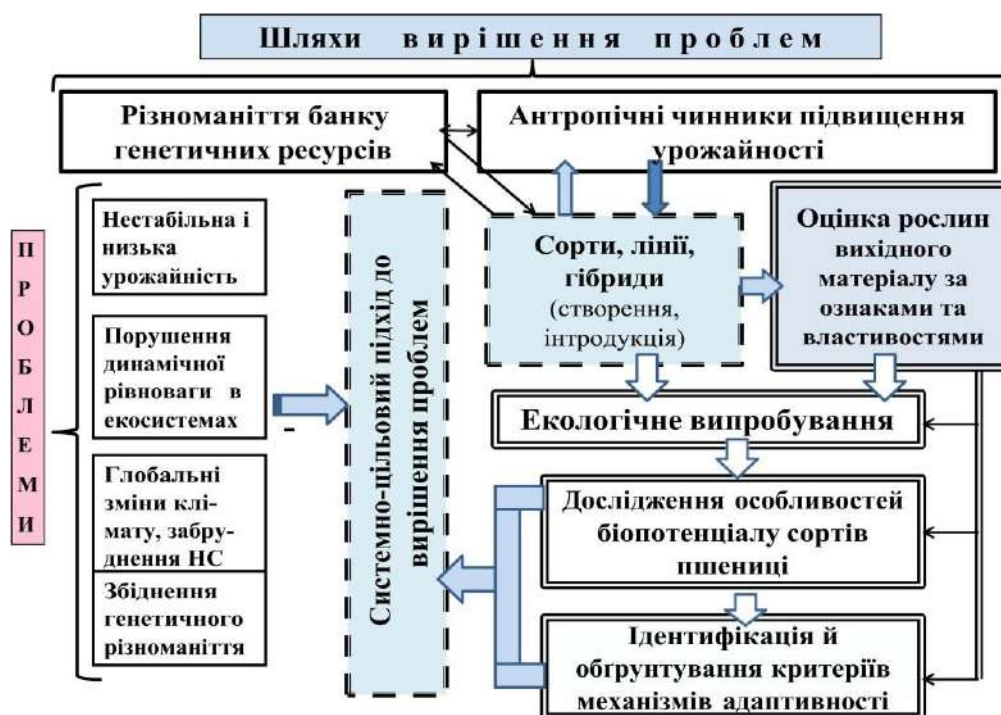 Шляхи вирішення проблем
Різноманіття банку
генетичних ресурсів
Антропічні чинники підвищення
урожайності
ПРОБЛЕМИ
Нестабільна і
низька
урожайність
Порушення
динамічної
рівноваги в
екосистемах
Глобальні
зміни клі-
мату, забру-
днення НС
Збіднення
генетичного
різноманіття
Системно-цільовий підхід до
вирішення проблем
Сорти, лінії,
гібриди
(створення,
інтродукція)
Оцінка рослин
вихідного
матеріалу за
ознаками та
властивостями
Екологічне випробування
Дослідження особливостей
біопотенціалу сортів
пшениці
Ідентифікація й
обґрунтування критеріїв
механізмів адаптивності